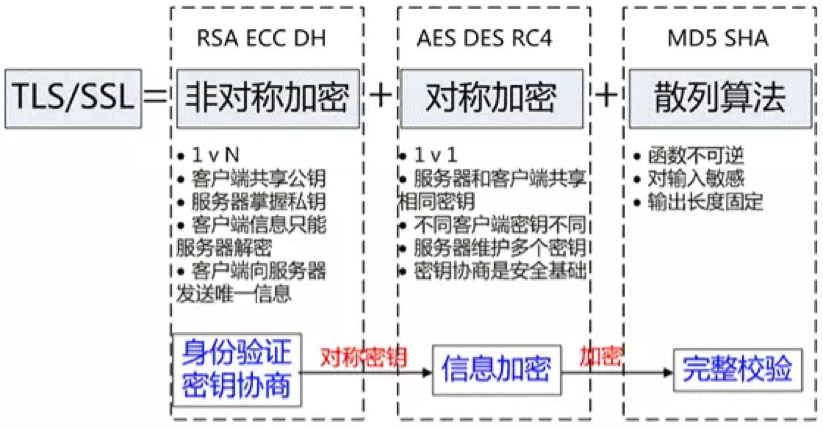 RSA ECC DH
AES DES RC4
MD5 SHA
TLS/SSL = 非对称加密 + 对称加密 + 散列算法
• 1 v N
• 客户端共享公钥
• 服务器掌握私钥
• 客户端信息只能
服务器解密
• 客户端向服务器
发送唯一信息
• 1 v 1
• 服务器和客户端共享
相同密钥
• 不同客户端密钥不同
• 服务器维护多个密钥
• 密钥协商是安全基础
• 函数不可逆
• 对输入敏感
• 输出长度固定
身份验证
密钥协商
对称密钥
信息加密
加密
完整校验